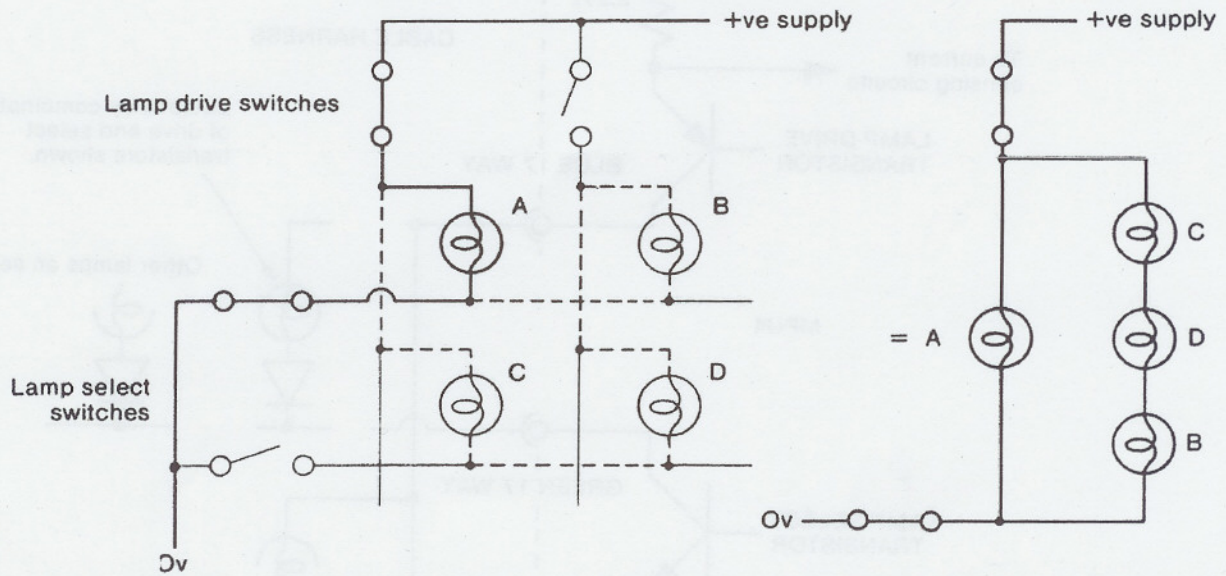 +ve supply
+ve supply
Lamp drive switches
A
B
C
= A
D
C
D
Lamp select
switches
B
Ov
Ov